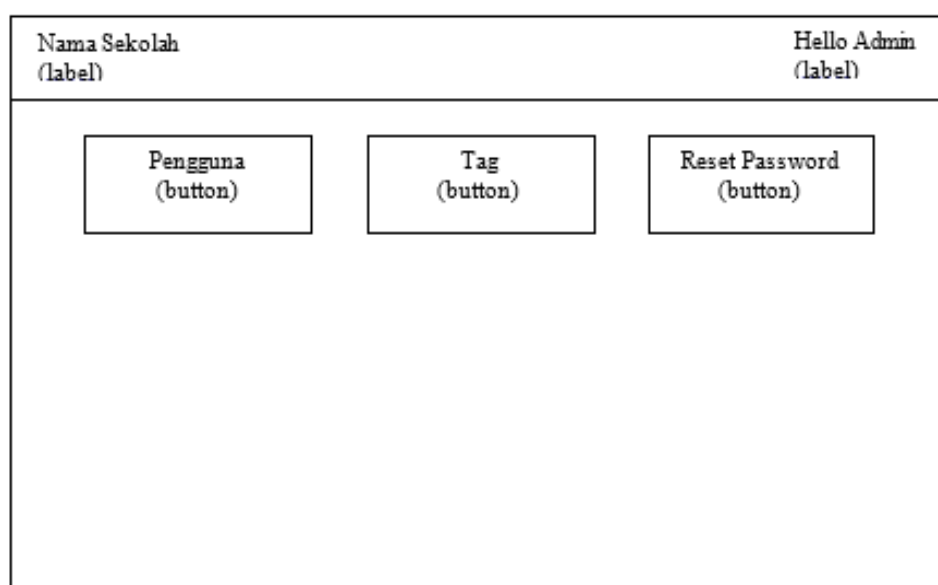 Nama Sekolah
(label)
Hello Admin
(label)
Pengguna
(button)
Tag
(button)
Reset Password
(button)